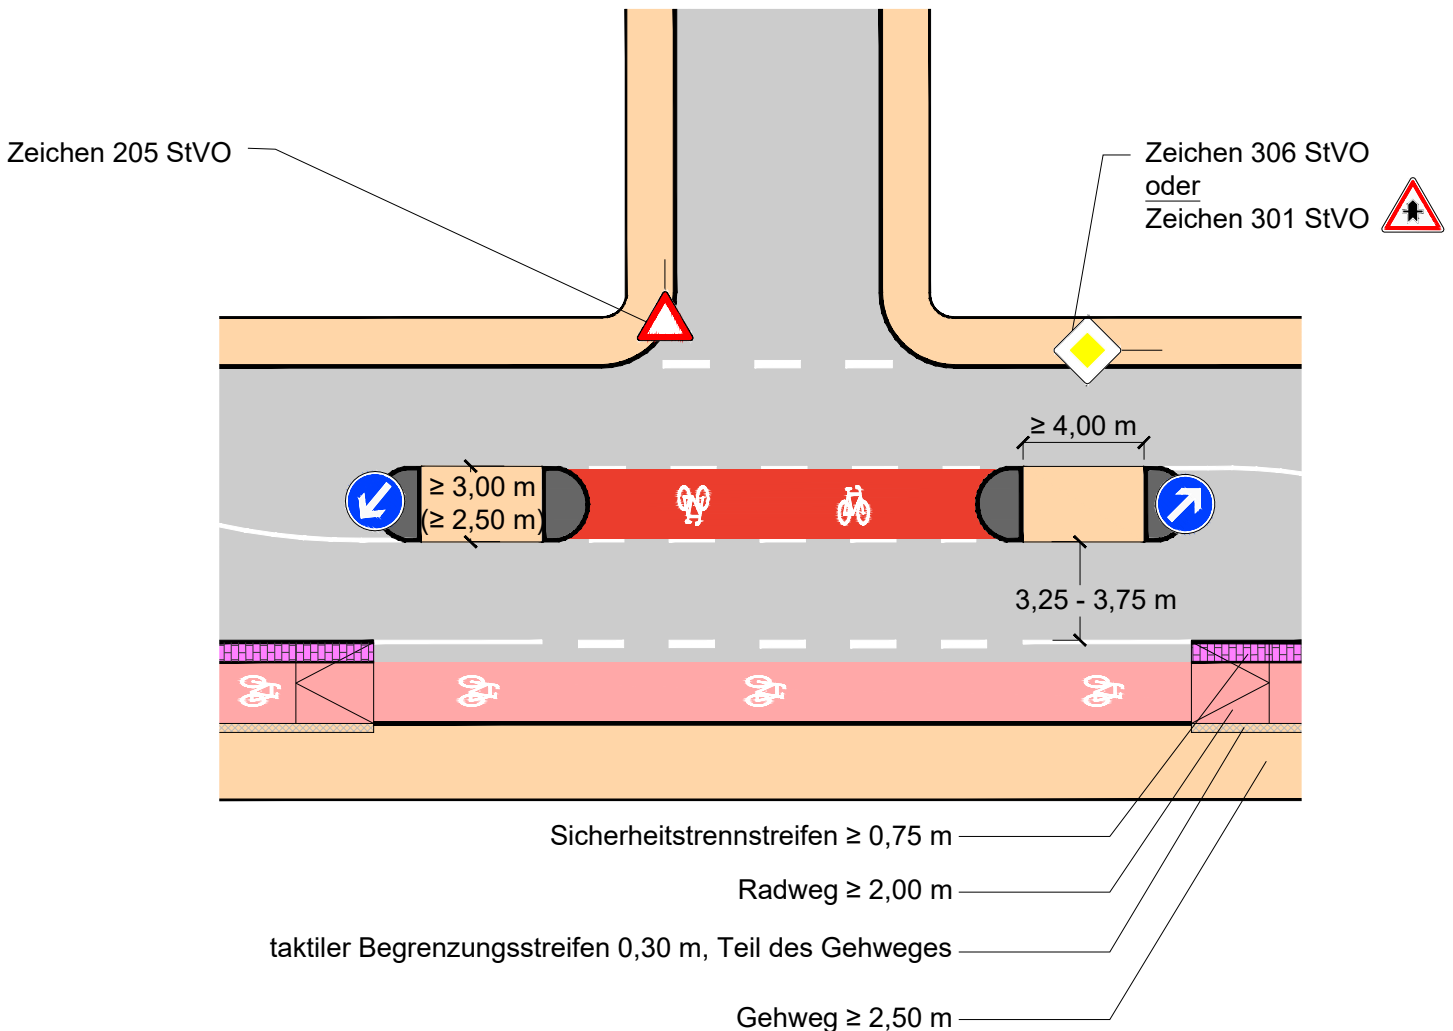 Zeichen 205 StVO
Zeichen 306 StVO
oder
Zeichen 301 StVO
≥ 4,00 m
≥ 3,00 m
(≥ 2,50 m)
3,25 - 3,75 m
Sicherheitstrennstreifen ≥ 0,75 m
Radweg ≥ 2,00 m
taktiler Begrenzungsstreifen 0,30 m, Teil des Gehweges
Gehweg ≥ 2,50 m